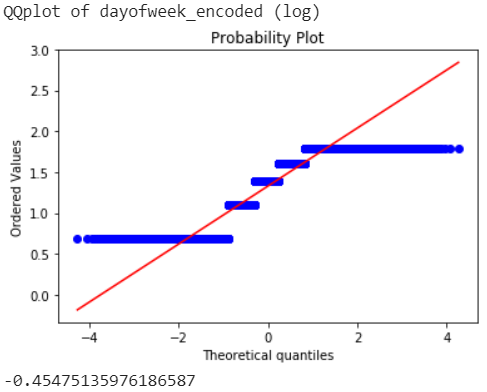 QQplot of dayofweek_encoded (log)
Probability Plot
3.0
2.5
2.0
1.5
1.0
0.5
0.0
Ordered Values
−4 −2 0 2 4
Theoretical quantiles
-0.45475135976186587